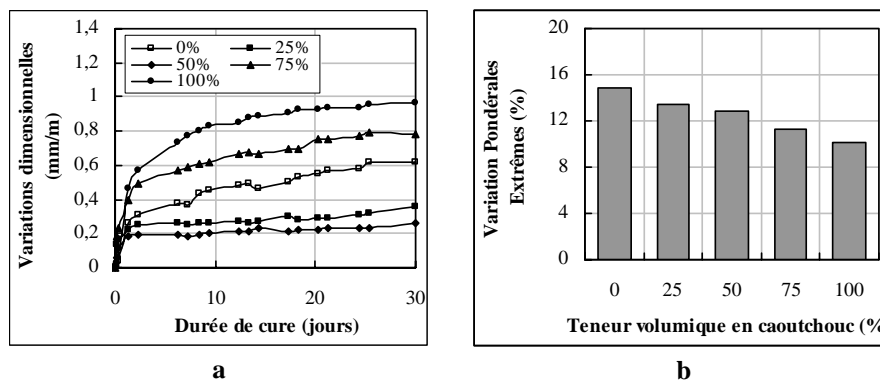 Variations dimensionnelles
(mm/m)
1,4
1,2
1
0,8
0,6
0,4
0,2
0
0% 25%
50% 75%
100%
0 10 20 30
Durée de cure (jours)
a
Variation Pondérales
Extrêmes (%)
20
16
12
8
4
0
0 25 50 75 100
Teneur volumique en caoutchouc (%
b